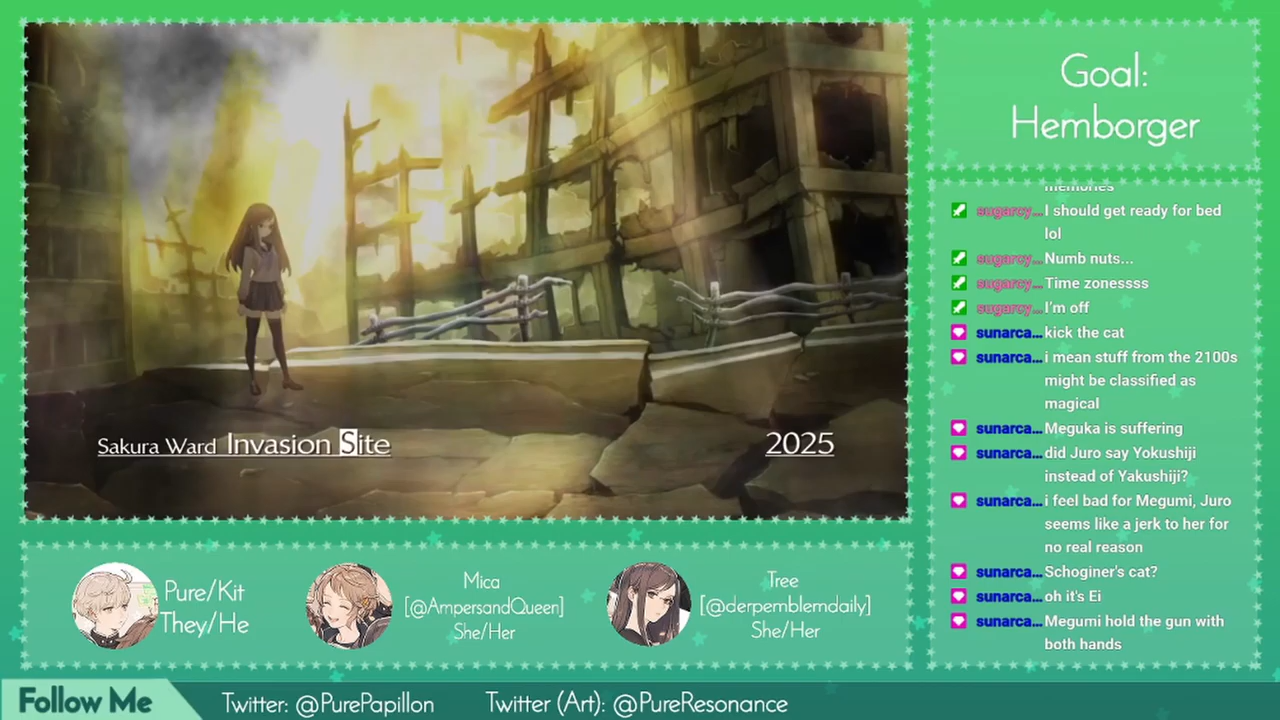 Goal:
Hemborger
memories
sugarcy... I should get ready for bed
lol
sugarcy... Numb nuts...
sugarcy... Time zonessss
sugarcy... I'm off
sunarca... kick the cat
sunarca... i mean stuff from the 2100s
might be classified as
magical
sunarca... Meguka is suffering
sunarca... did Juro say Yokushiji
instead of Yakushiji?
sunarca... i feel bad for Megumi, Juro
seems like a jerk to her for
no real reason
sunarca... Schoginer's cat?
sunarca... oh it's Ei
sunarca... Megumi hold the gun with
both hands
Sakura Ward Invasion Site
2025
Pure/Kit
They/He
Mica
[@AmpersandQueen]
She/Her
Tree
[@derpemblemdaily]
She/Her
Follow Me
Twitter: @PurePapillon
Twitter (Art): @PureResonance